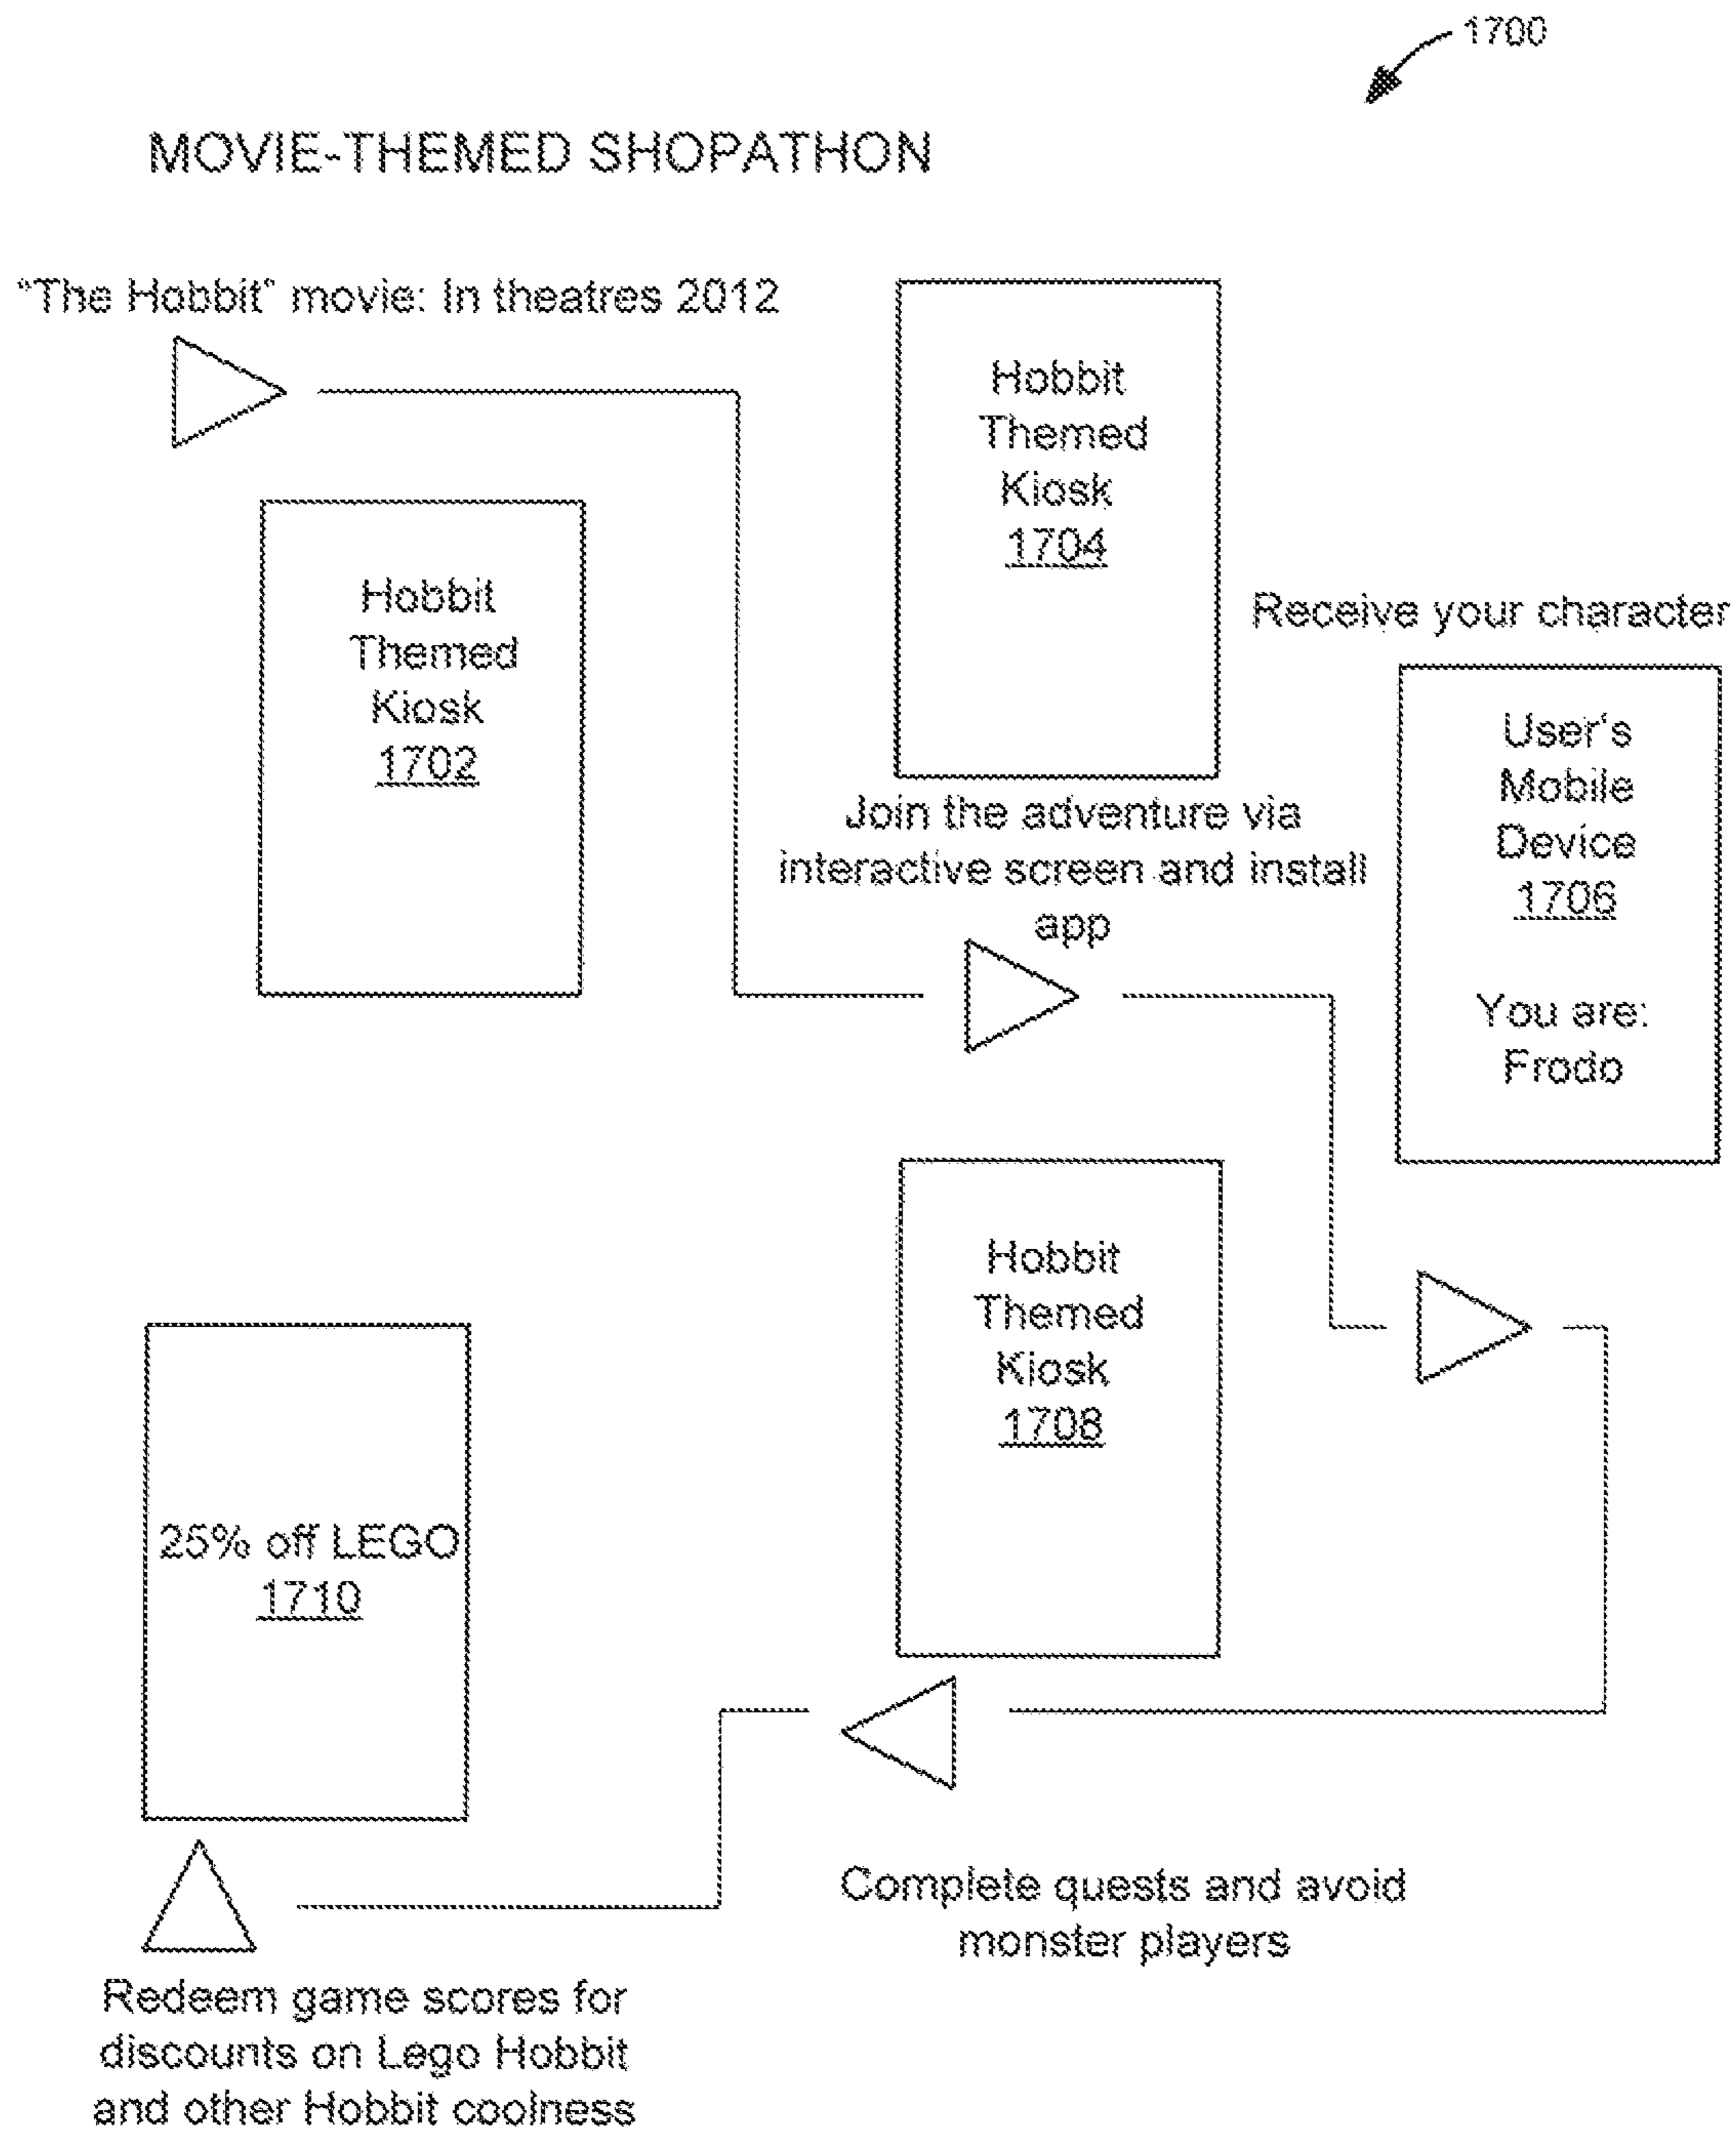 1700
MOVIE-THEMED SHOPATHON
"The Hobbit" movie: In theatres 2012
Hobbit
Themed
Kiosk
1702
Hobbit
Themed
Kiosk
1704
Join the adventure via
interactive screen and install
app
Receive your character
User's
Mobile
Device
1706
You are:
Frodo
Hobbit
Themed
Kiosk
1708
Complete quests and avoid
monster players
25% off LEGO
1710
Redeem game scores for
discounts on Lego Hobbit
and other Hobbit coolness